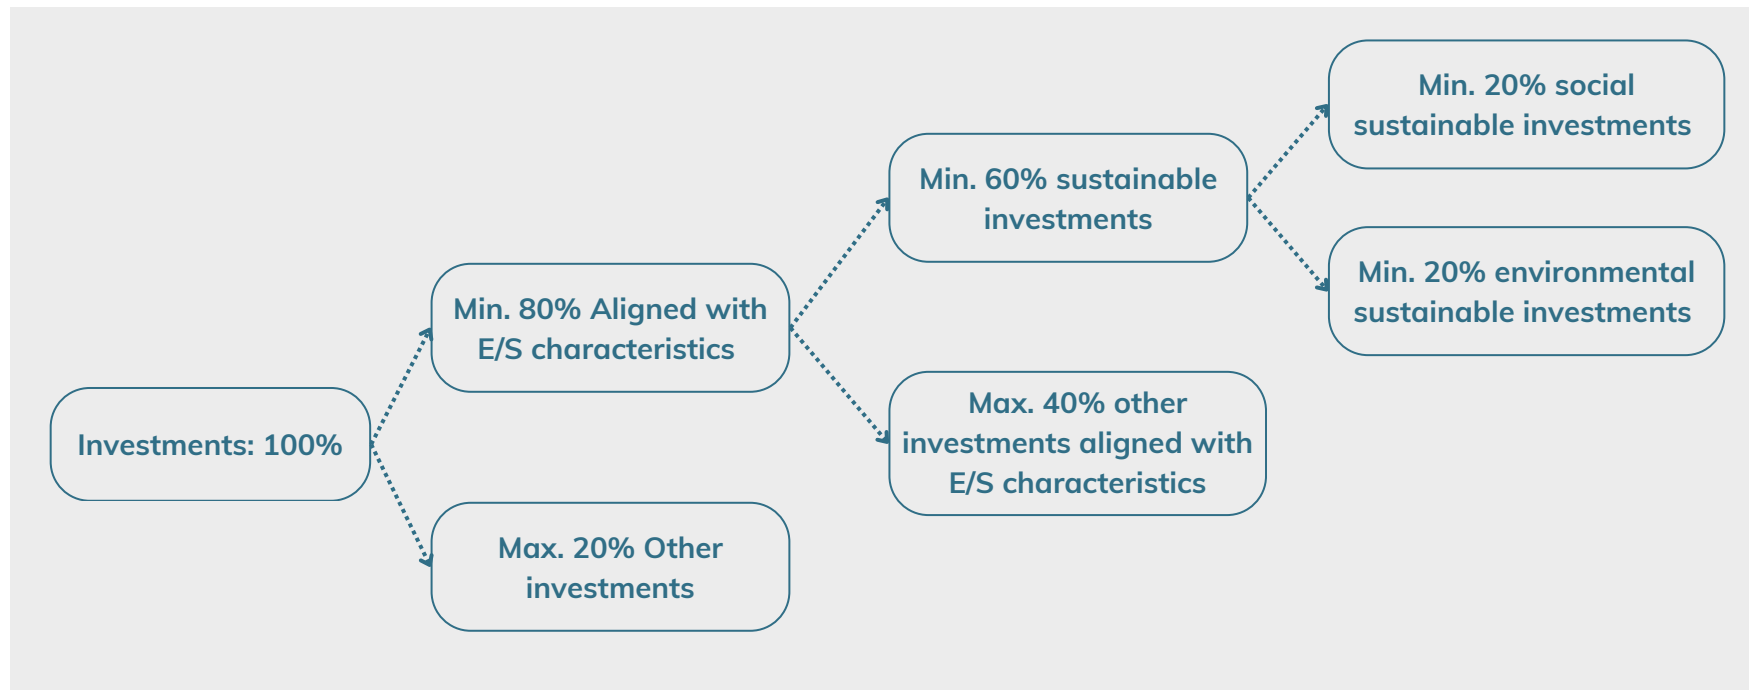 Investments: 100%
Min. 80% Aligned with
E/S characteristics
Max. 20% Other
investments
Min. 60% sustainable
investments
Max. 40% other
investments aligned with
E/S characteristics
Min. 20% social
sustainable investments
Min. 20% environmental
sustainable investments